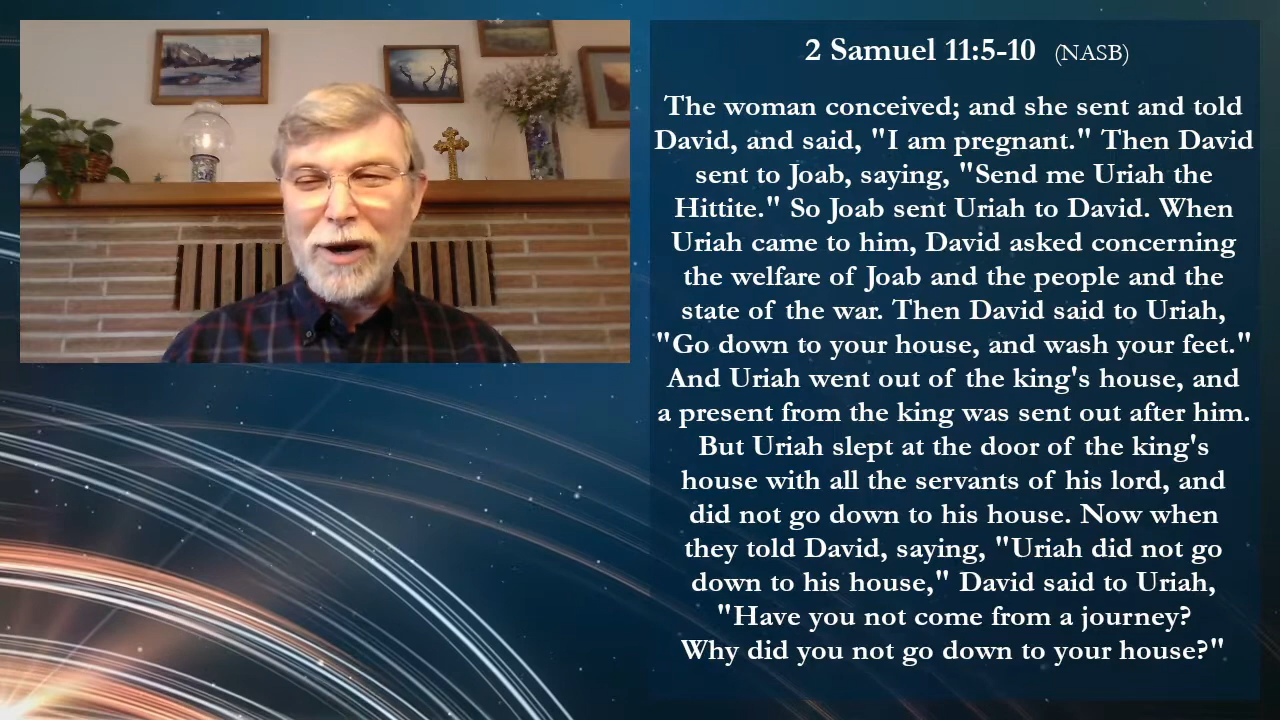 2 Samuel 11:5-10 (NASB)
The woman conceived; and she sent and told
David, and said, "I am pregnant." Then David
sent to Joab, saying, "Send me Uriah the
Hittite." So Joab sent Uriah to David. When
Uriah came to him, David asked concerning
the welfare of Joab and the people and the
state of the war. Then David said to Uriah,
"Go down to your house, and wash your feet."
And Uriah went out of the king's house, and
a present from the king was sent out after him.
But Uriah slept at the door of the king's
house with all the servants of his lord, and
did not go down to his house. Now when
they told David, saying, "Uriah did not go
down to his house," David said to Uriah,
"Have you not come from a journey?
Why did you not go down to your house?"